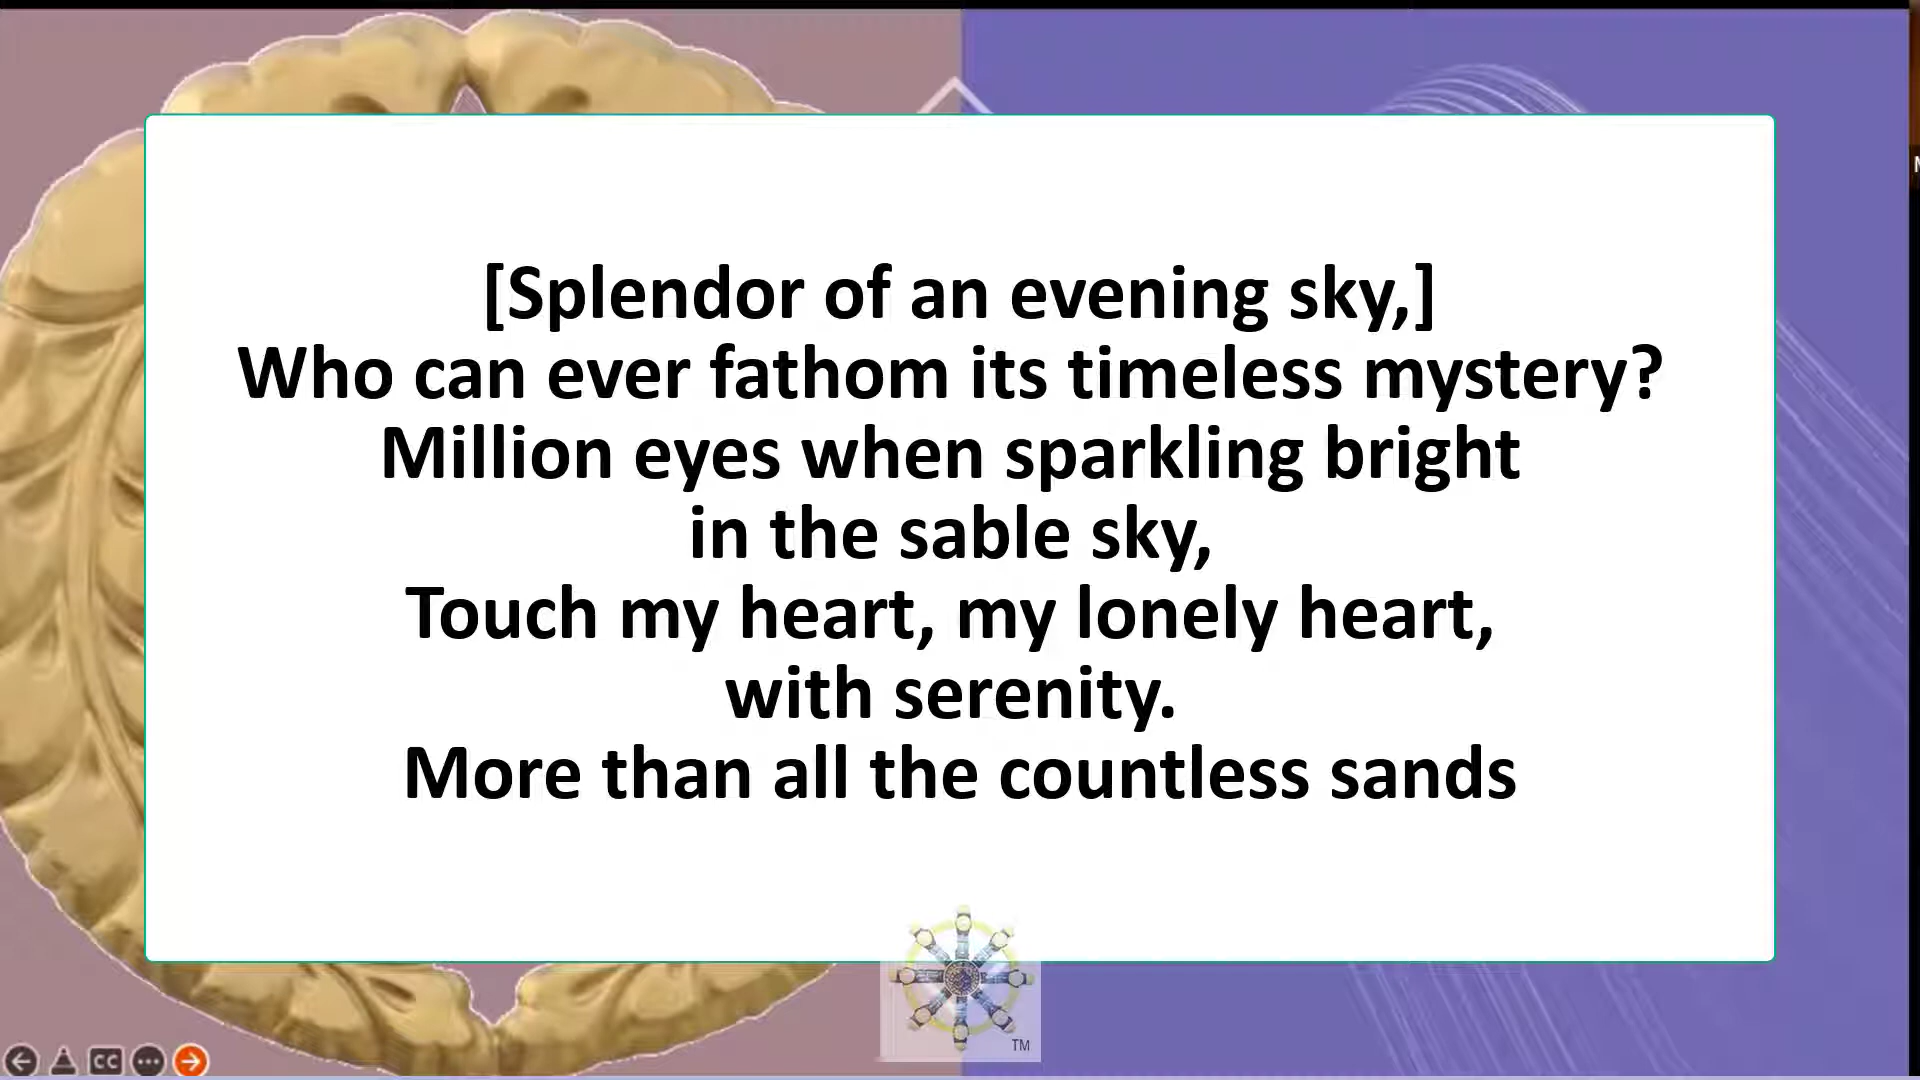 [Splendor of an evening sky,]
Who can ever fathom its timeless mystery?
Million eyes when sparkling bright
in the sable sky,
Touch my heart, my lonely heart,
with serenity.
More than all the countless sands
TM
CC